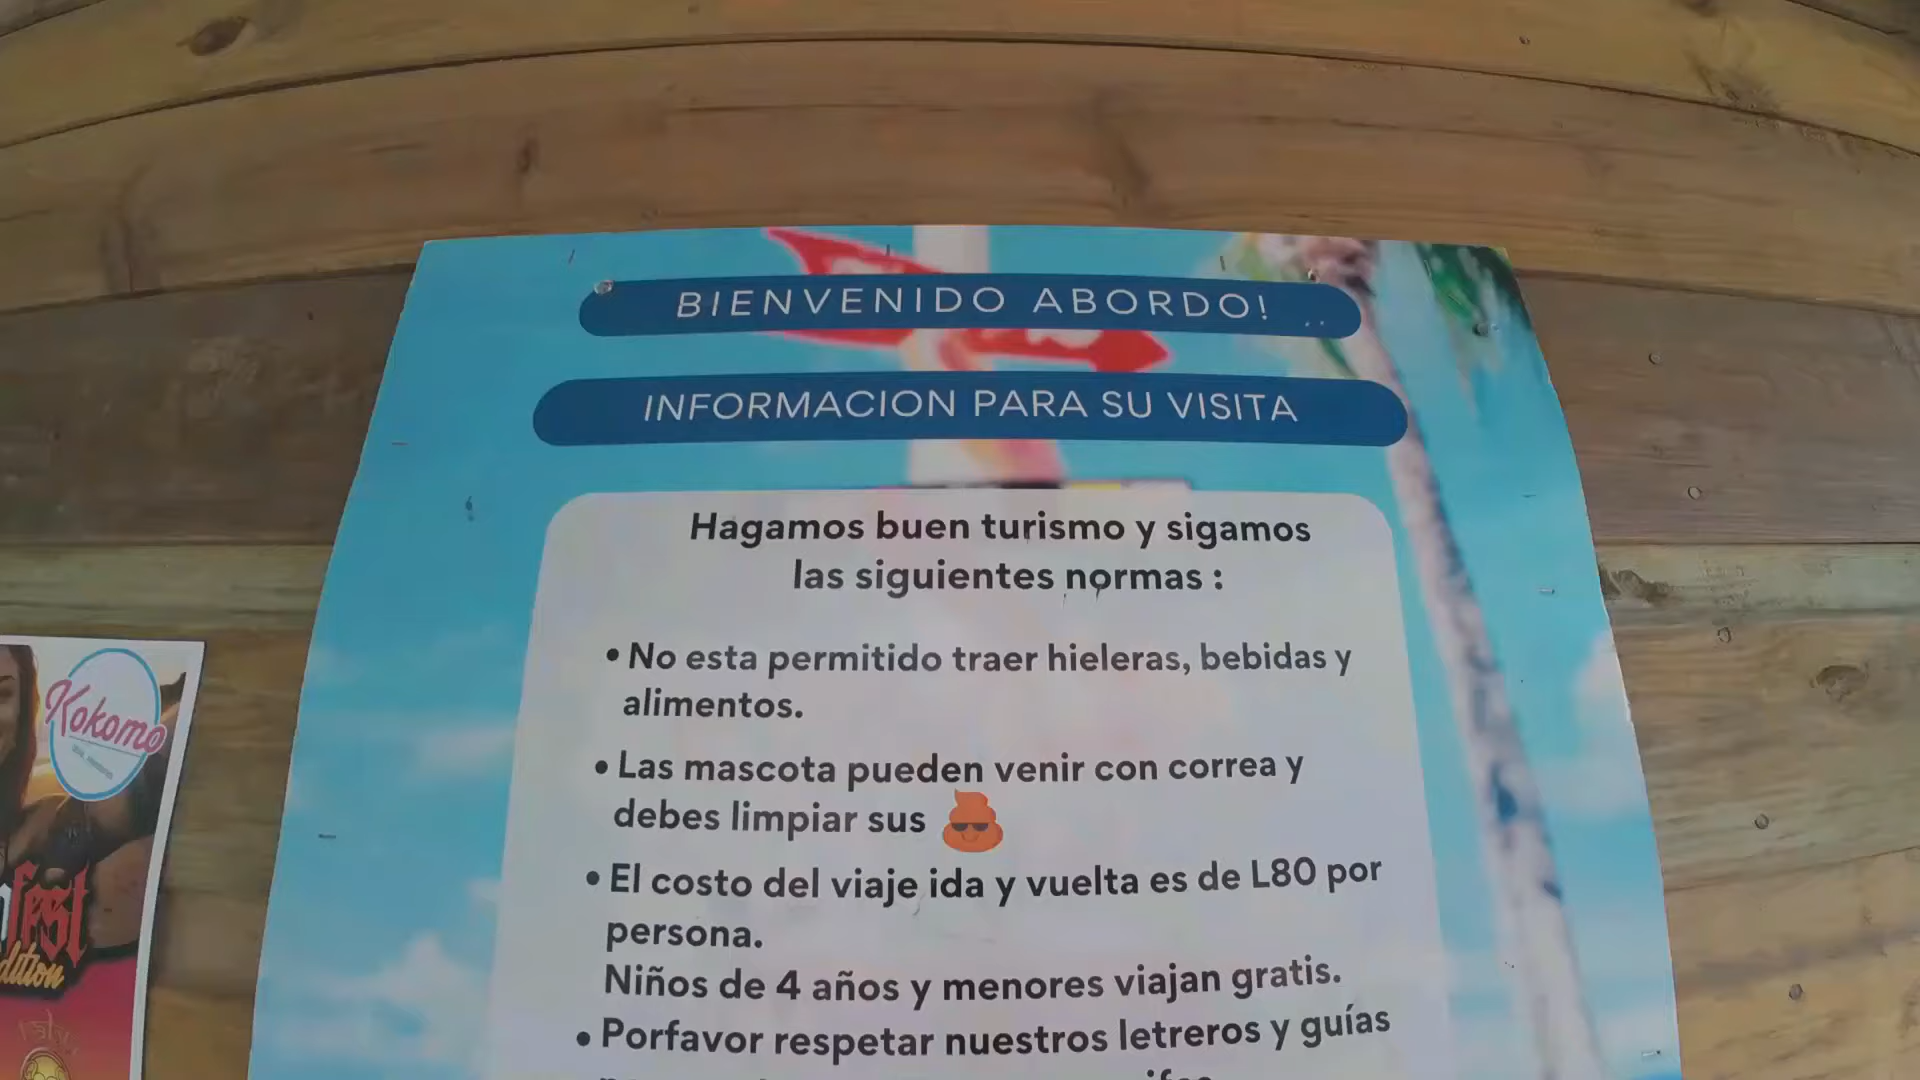 BIENVENIDO ABORDO!
INFORMACION PARA SU VISITA
Hagamos buen turismo y sigamos
las siguientes normas :
• No esta permitido traer hieleras, bebidas y
alimentos.
• Las mascota pueden venir con correa y
debes limpiar sus
• El costo del viaje ida y vuelta es de L80 por
persona.
Niños de 4 años y menores viajan gratis.
• Porfavor respetar nuestros letreros y guías
Kokomo
fest